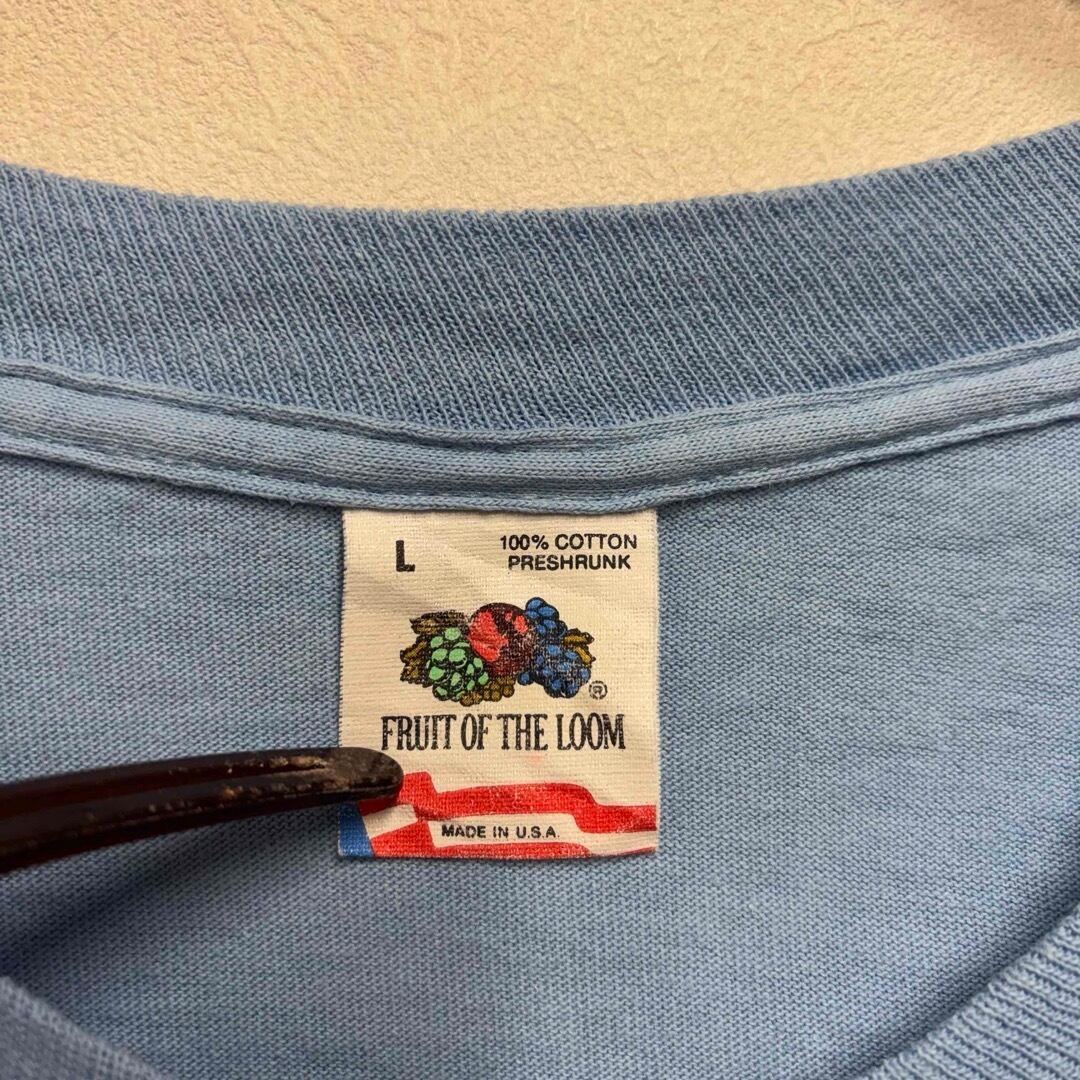 L
100% COTTON
PRESHRUNK
®
FRUIT OF THE LOOM
MADE IN U.S.A.